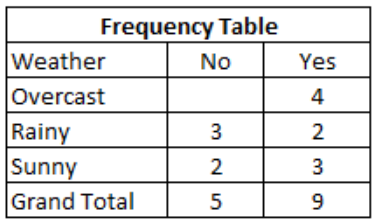 Frequency Table
Weather No Yes
Overcast 4
Rainy 3 2
Sunny 2 3
Grand Total 5 9